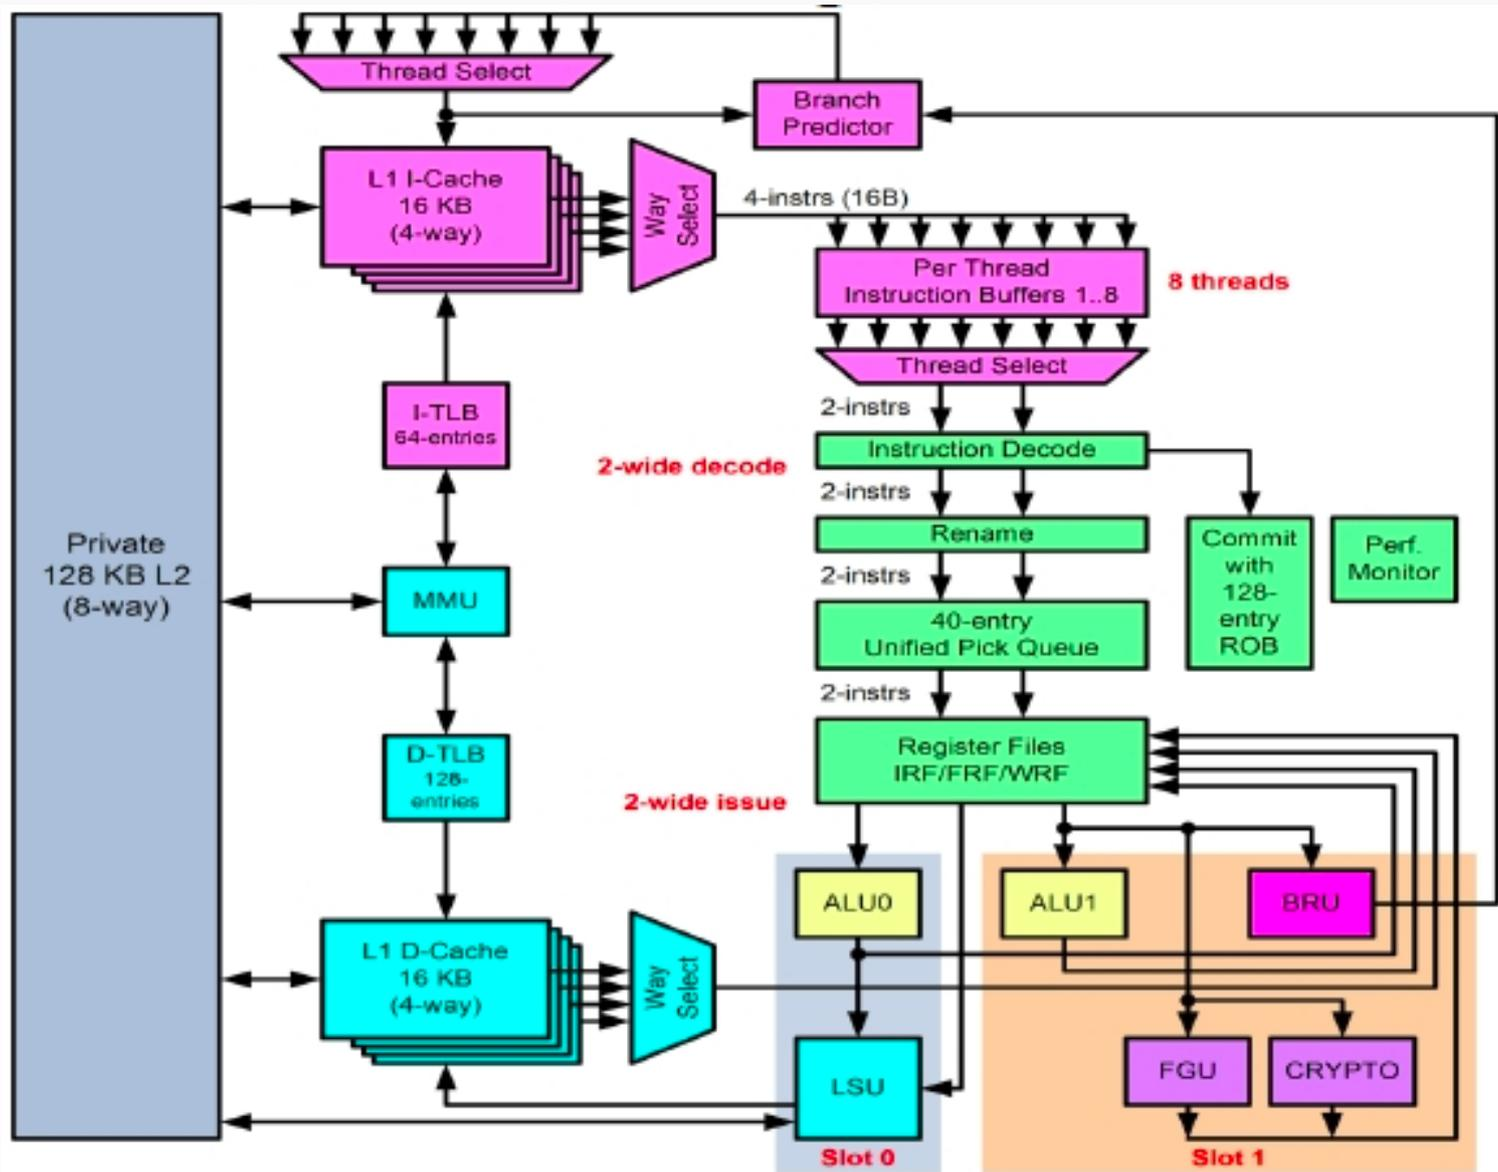 Thread Select
Branch
Predictor
L1 I-Cache
16 KB
(4-way)
Way
Select
4-instrs (16B)
Per Thread
Instruction Buffers 1..8
8 threads
Thread Select
I-TLB
64-entries
2-instrs
2-wide decode
Instruction Decode
2-instrs
Rename
Commit
with
128-
entry
ROB
Perf.
Monitor
Private
128 KB L2
(8-way)
MMU
2-instrs
40-entry
Unified Pick Queue
2-instrs
D-TLB
128-
entries
Register Files
IRF/FRF/WRF
2-wide issue
ALU0
ALU1
BRU
L1 D-Cache
16 KB
(4-way)
Way
Select
LSU
FGU
CRYPTO
Slot 0
Slot 1